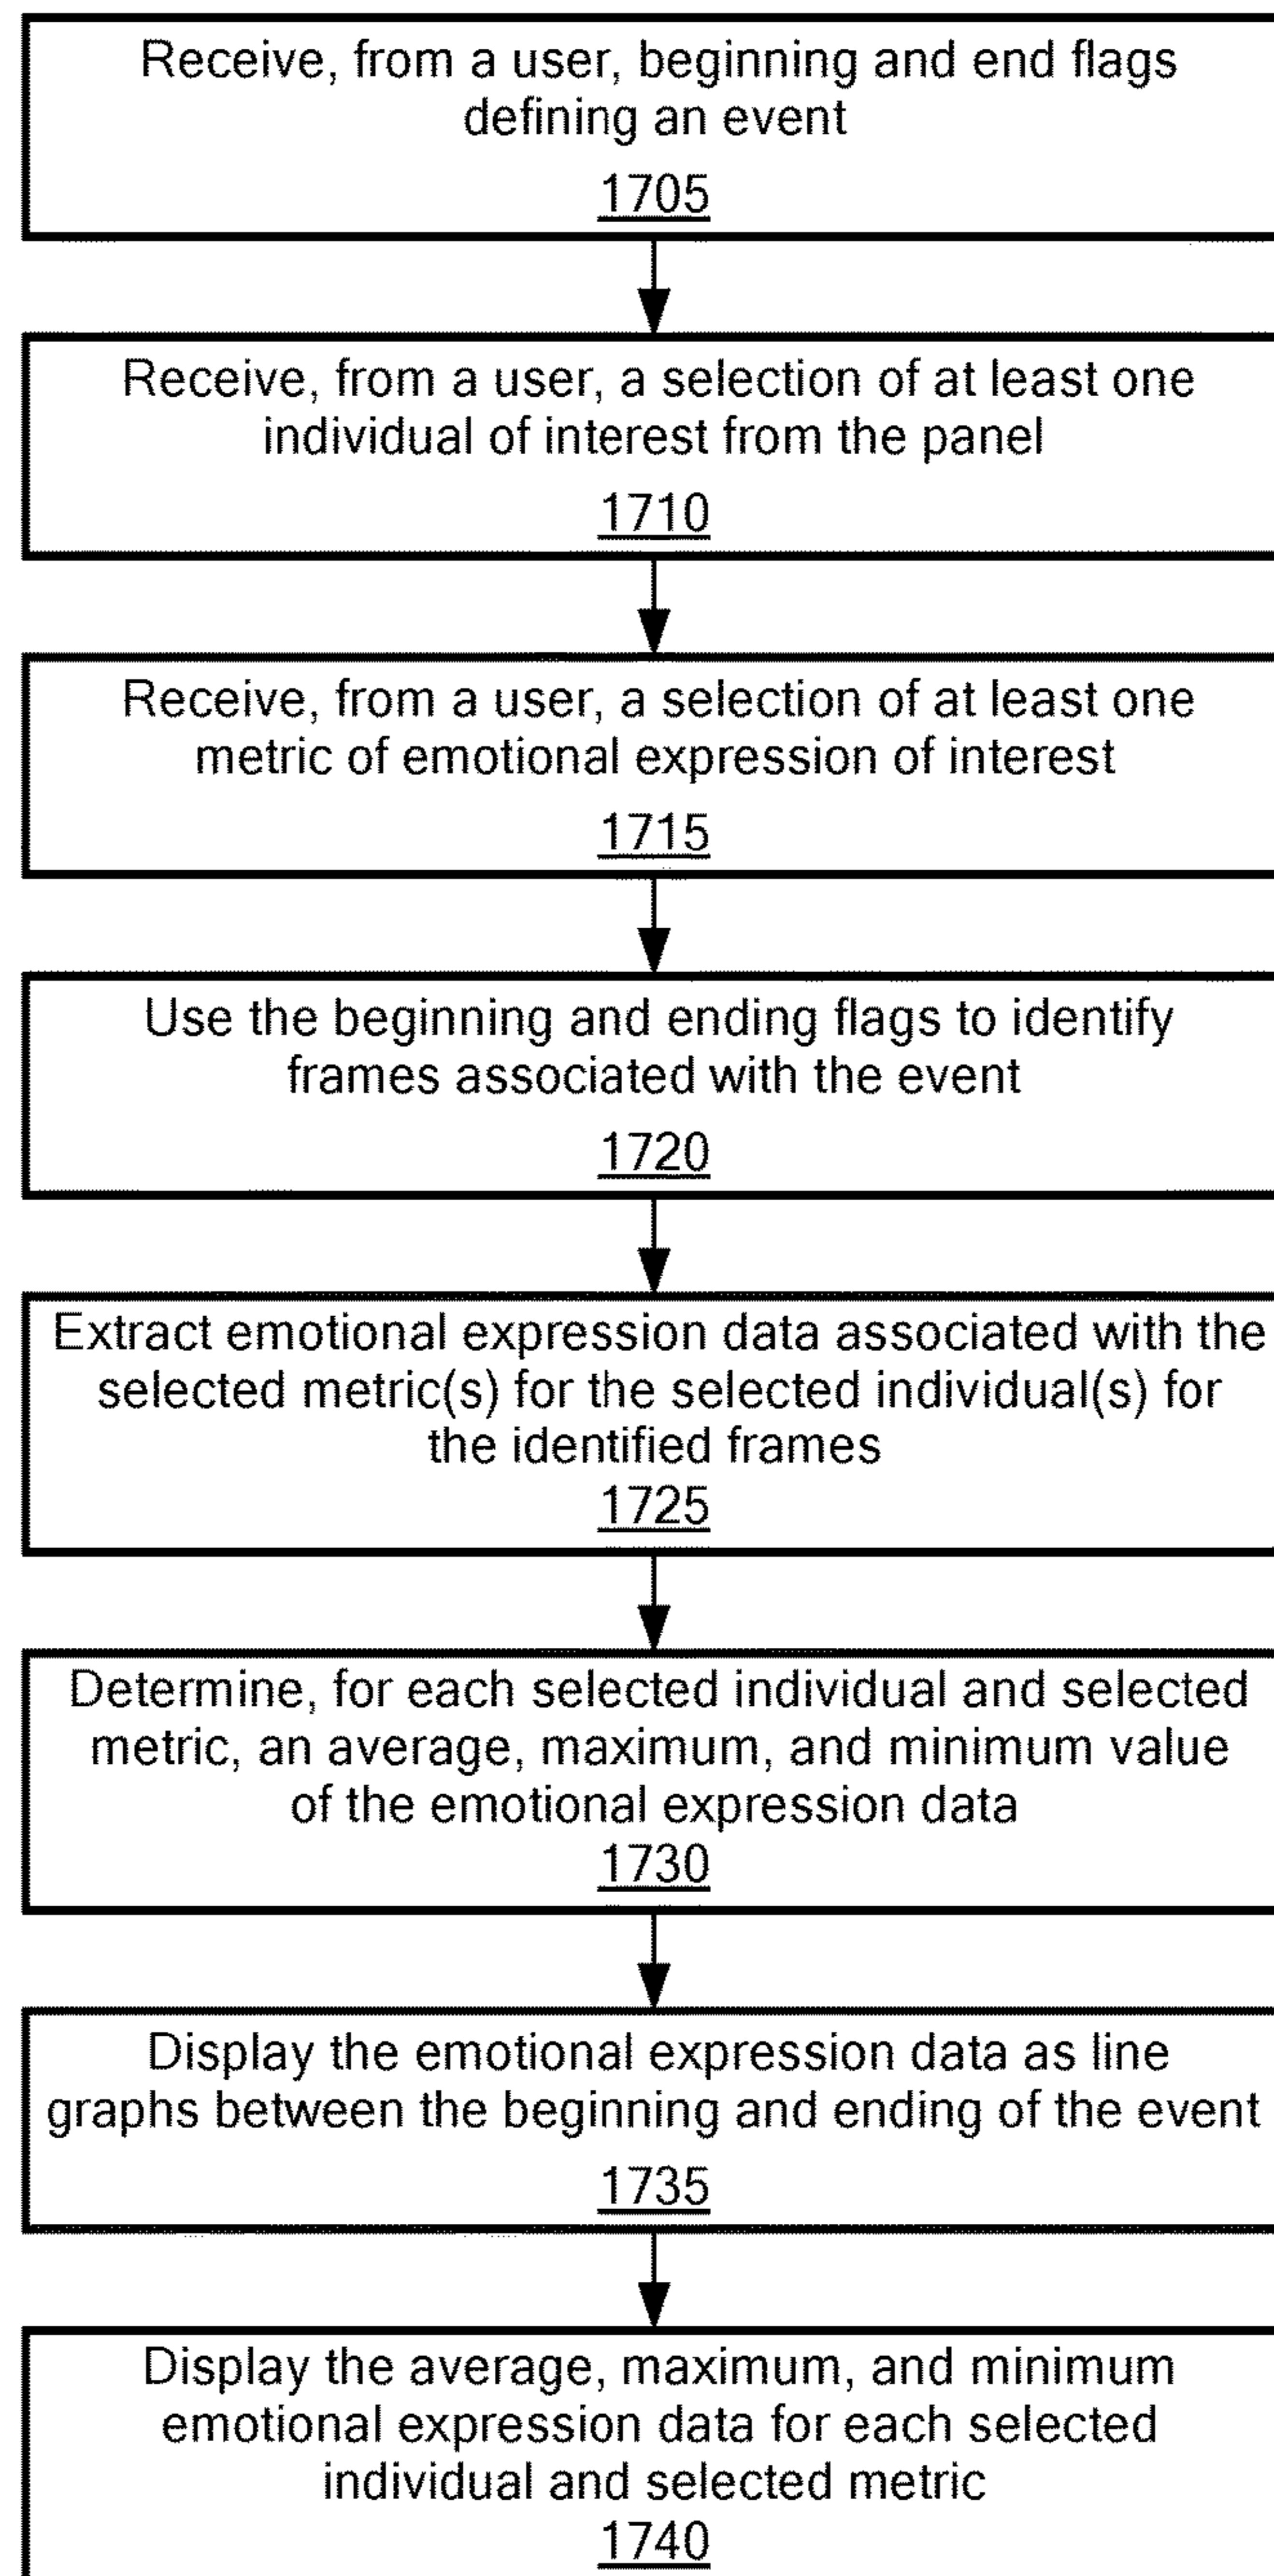 Receive, from a user, beginning and end flags
defining an event
1705
Receive, from a user, a selection of at least one
individual of interest from the panel
1710
Receive, from a user, a selection of at least one
metric of emotional expression of interest
1715
Use the beginning and ending flags to identify
frames associated with the event
1720
Extract emotional expression data associated with the
selected metric(s) for the selected individual(s) for
the identified frames
1725
Determine, for each selected individual and selected
metric, an average, maximum, and minimum value
of the emotional expression data
1730
Display the emotional expression data as line
graphs between the beginning and ending of the event
1735
Display the average, maximum, and minimum
emotional expression data for each selected
individual and selected metric
1740